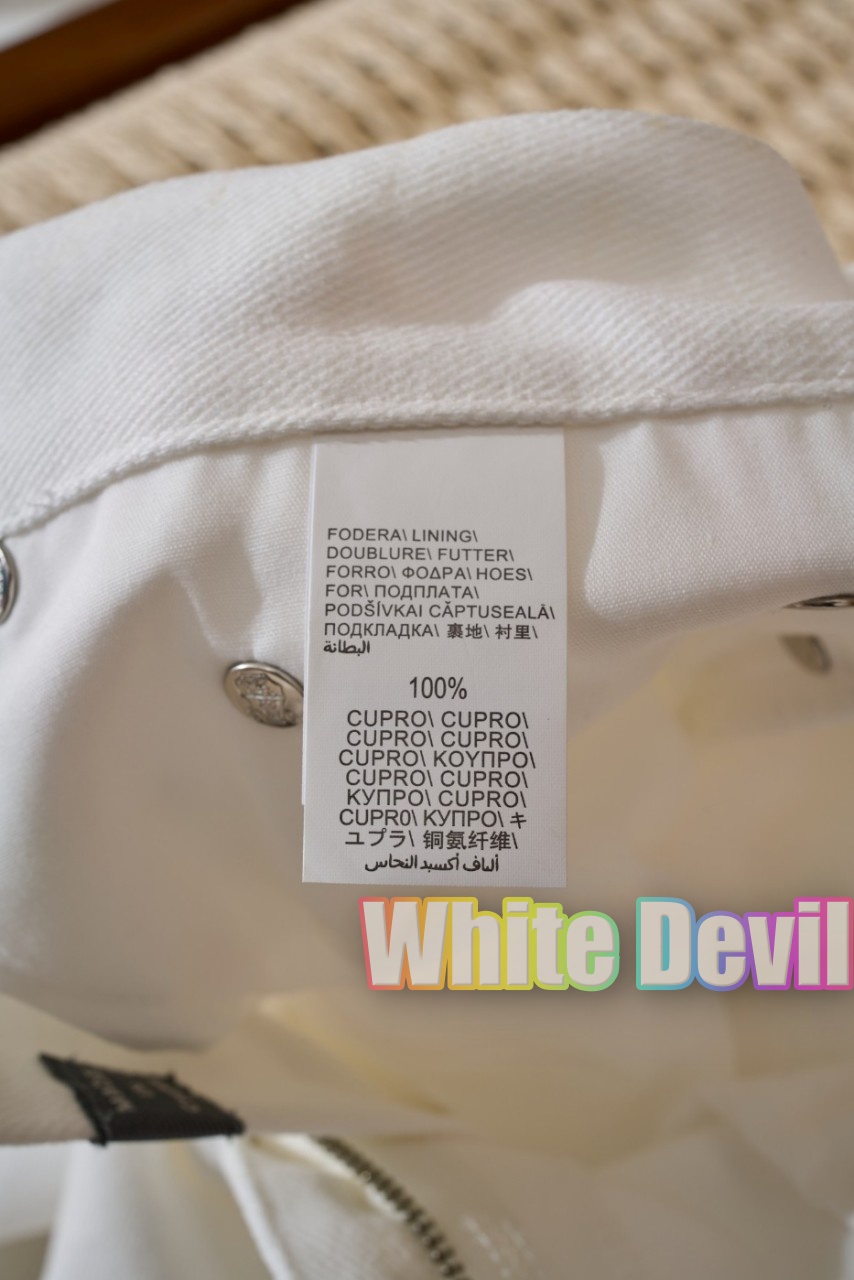 FODERA\ LINING\
DOUBLURE\ FUTTER\
FORRO\ ΦΟΔΡΑ\ HOES\
FOR\ ПОДПЛАТА\
PODŠÍVKAI CĂPTUSEALĂ\
ПОДКЛАДКА\ 裏地\ 衬里\
البطانة
100%
CUPRO\ CUPRO\
CUPRO\ CUPRO\
CUPRO\ ΚΟΥΠΡΟ\
CUPRO\ CUPRO\
КУПРО\ CUPRO\
CUPR0\ КУПРО\ キ
ュプラ\ 铜氨纤维\
ألياف أكسيد النحاس
White Devil